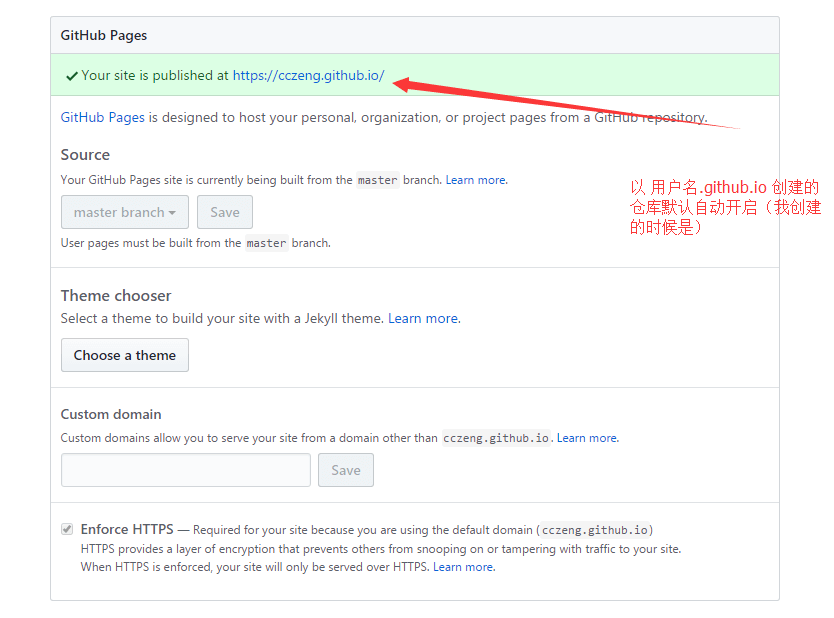 GitHub Pages
Your site is published at https://cczeng.github.io/
GitHub Pages is designed to host your personal, organization, or project pages from a GitHub repository.
Source
Your GitHub Pages site is currently being built from the master branch. Learn more.
master branch
Save
User pages must be built from the master branch.
以 用户名.github.io 创建的
仓库默认自动开启（我创建
的时候是）
Theme chooser
Select a theme to build your site with a Jekyll theme. Learn more.
Choose a theme
Custom domain
Custom domains allow you to serve your site from a domain other than cczeng.github.io. Learn more.
Save
Enforce HTTPS — Required for your site because you are using the default domain (cczeng.github.io)
HTTPS provides a layer of encryption that prevents others from snooping on or tampering with traffic to your site.
When HTTPS is enforced, your site will only be served over HTTPS. Learn more.